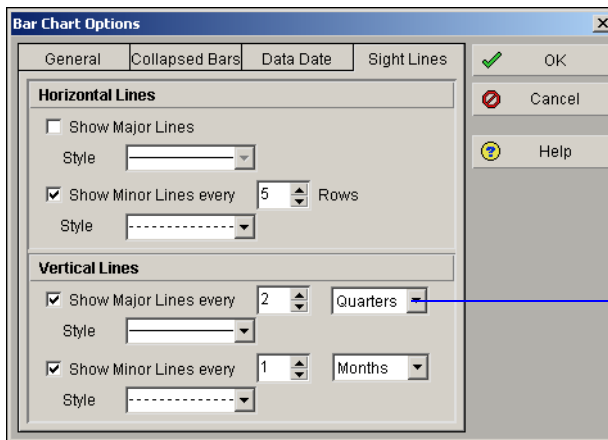 Bar Chart Options
General Collapsed Bars Data Date Sight Lines
OK
Cancel
Help
Horizontal Lines
Show Major Lines
Style
Show Minor Lines every 5 Rows
Style
Vertical Lines
Show Major Lines every 2 Quarters
Style
Show Minor Lines every 1 Months
Style